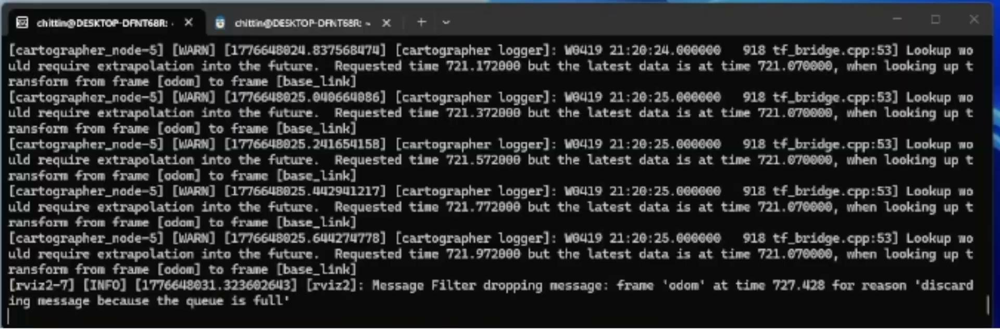 chittin@DESKTOP-DFNT68R: ~
chittin@DESKTOP-DFNT68R: ~
[cartographer_node-5] [WARN] [1776648024.837568474] [cartographer logger]: W0419 21:20:24.000000   918 tf_bridge.cpp:53] Lookup wo
uld require extrapolation into the future.  Requested time 721.172000 but the latest data is at time 721.070000, when looking up t
ransform from frame [odom] to frame [base_link]
[cartographer_node-5] [WARN] [1776648025.040664086] [cartographer logger]: W0419 21:20:25.000000   918 tf_bridge.cpp:53] Lookup wo
uld require extrapolation into the future.  Requested time 721.372000 but the latest data is at time 721.070000, when looking up t
ransform from frame [odom] to frame [base_link]
[cartographer_node-5] [WARN] [1776648025.241654158] [cartographer logger]: W0419 21:20:25.000000   918 tf_bridge.cpp:53] Lookup wo
uld require extrapolation into the future.  Requested time 721.572000 but the latest data is at time 721.070000, when looking up t
ransform from frame [odom] to frame [base_link]
[cartographer_node-5] [WARN] [1776648025.442941217] [cartographer logger]: W0419 21:20:25.000000   918 tf_bridge.cpp:53] Lookup wo
uld require extrapolation into the future.  Requested time 721.772000 but the latest data is at time 721.070000, when looking up t
ransform from frame [odom] to frame [base_link]
[cartographer_node-5] [WARN] [1776648025.644274778] [cartographer logger]: W0419 21:20:25.000000   918 tf_bridge.cpp:53] Lookup wo
uld require extrapolation into the future.  Requested time 721.972000 but the latest data is at time 721.070000, when looking up t
ransform from frame [odom] to frame [base_link]
[rviz2-7] [INFO] [1776648031.323602643] [rviz2]: Message Filter dropping message: frame 'odom' at time 727.428 for reason 'discard
ing message because the queue is full'